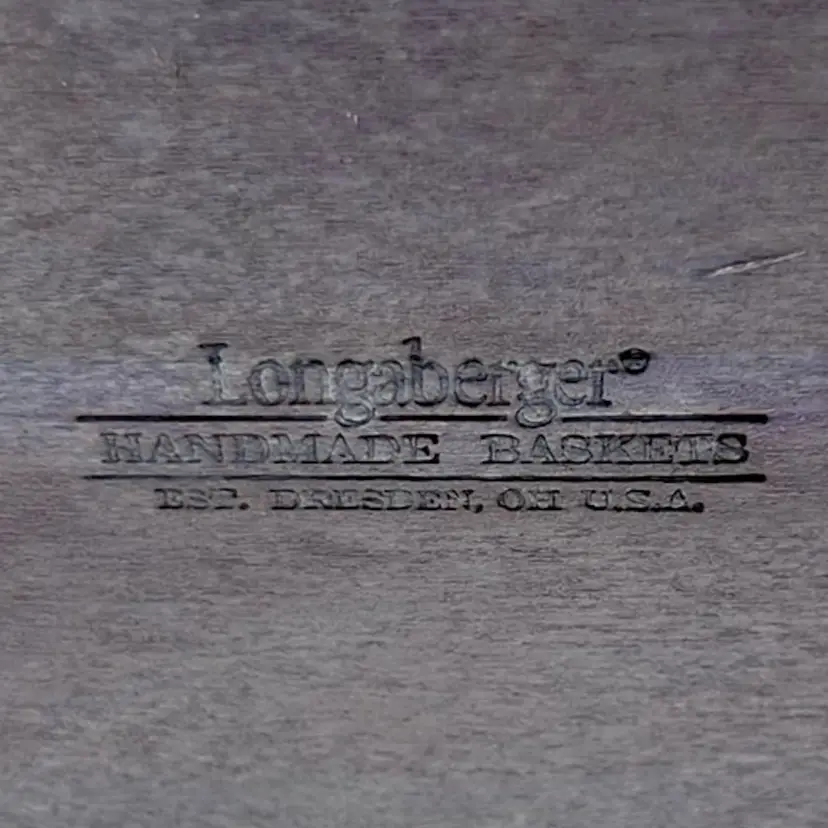 Longaberger®
HANDMADE BASKETS
EST. DRESDEN, OH U.S.A.